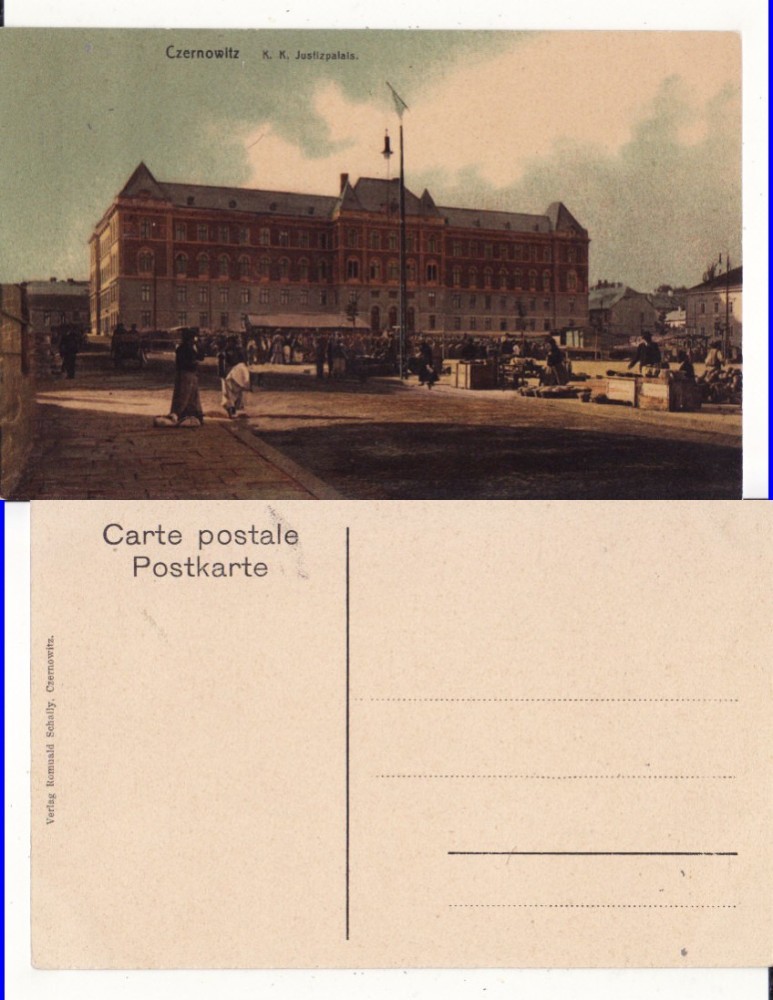 Czernowitz K. K. Justizpalais.
Carte postale
Postkarte
Verlag Romuald Schally, Czernowitz.